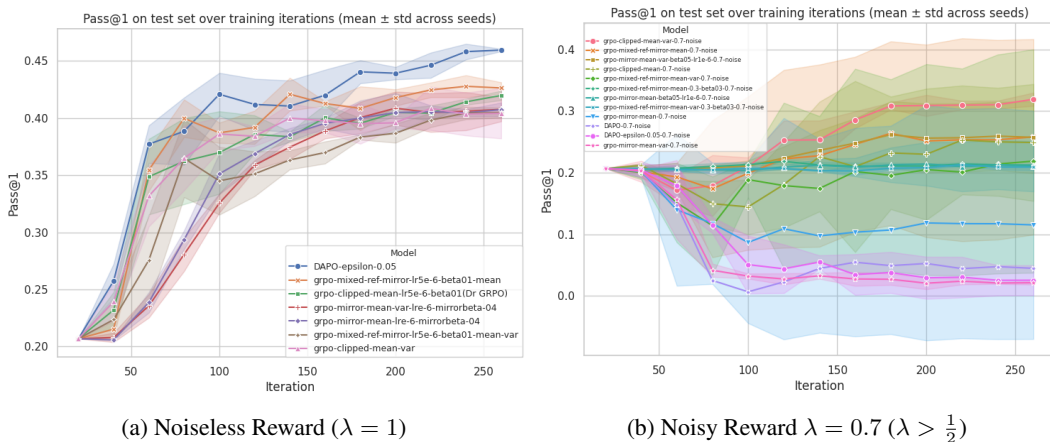 Pass@1 on test set over training iterations (mean ± std across seeds)
Pass@1
0.45
0.40
0.35
0.30
0.25
0.20
Model
DAPO-epsilon-0.05
grpo-mixed-ref-mirror-lr5e-6-beta01-mean
grpo-clipped-mean-lr5e-6-beta01(Dr GRPO)
grpo-mirror-mean-var-lre-6-mirrorbeta-04
grpo-mirror-mean-lre-6-mirrorbeta-04
grpo-mixed-ref-mirror-lr5e-6-beta01-mean-var
grpo-clipped-mean-var
50 100 150 200 250
Iteration
(a) Noiseless Reward (λ = 1)
Pass@1 on test set over training iterations (mean ± std across seeds)
Pass@1
0.4
0.3
0.2
0.1
0.0
Model
grpo-clipped-mean-var-0.7-noise
grpo-mixed-ref-mirror-mean-0.7-noise
grpo-mirror-mean-var-beta05-lr1e-6-0.7-noise
grpo-clipped-mean-0.7-noise
grpo-mixed-ref-mirror-mean-var-0.7-noise
grpo-mixed-ref-mirror-mean-0.3-beta03-0.7-noise
grpo-mirror-mean-beta05-lr1e-6-0.7-noise
grpo-mixed-ref-mirror-mean-var-0.3-beta03-0.7-noise
grpo-mirror-mean-0.7-noise
DAPO-0.7-noise
DAPO-epsilon-0.05-0.7-noise
grpo-mirror-mean-var-0.7-noise
50 100 150 200 250
Iteration
(b) Noisy Reward λ = 0.7 (λ > 1/2)